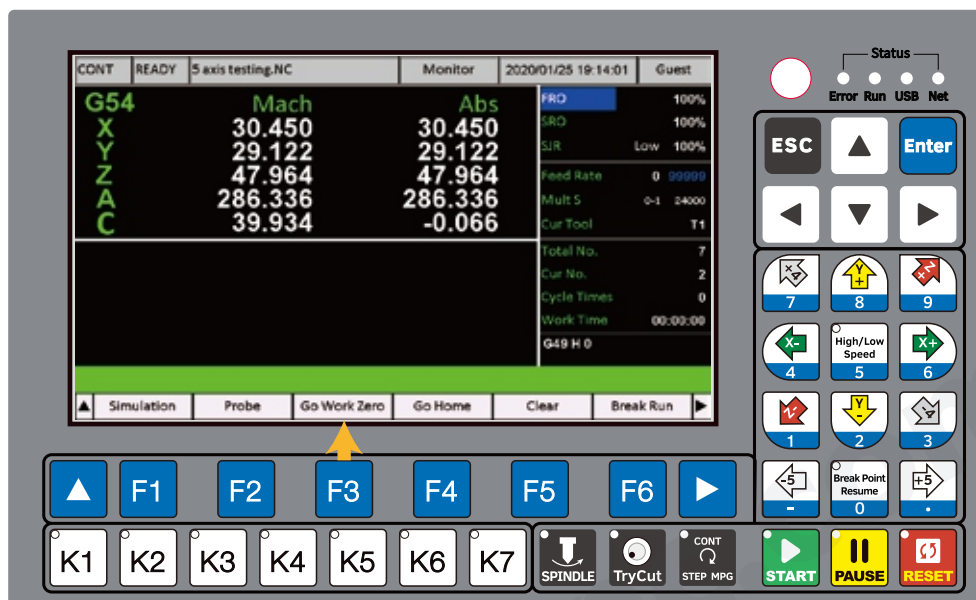 Status
Error Run USB Net
CONT READY 5 axis testing.NC Monitor 2020/01/25 19:14:01 Guest
G54 Mach Abs
X 30.450 30.450
Y 29.122 29.122
Z 47.964 47.964
A 286.336 286.336
C 39.934 -0.066
FRO 100%
SRO 100%
SJR Low 100%
Feed Rate 0 99999
Mult S 0-1 24000
Cur Tool T1
Total No. 7
Cur No. 2
Cycle Times 0
Work Time 00:00:00
G49 H 0
Simulation Probe Go Work Zero Go Home Clear Break Run
ESC Enter
7
Y+
8
Z+
9
X-
4
High/Low
Speed
5
X+
6
Z-
1
Y-
2
3
-5
-
Break Point
Resume
0
+5
.
F1 F2 F3 F4 F5 F6
K1 K2 K3 K4 K5 K6 K7
SPINDLE
TryCut
CONT
STEP MPG
START
PAUSE
RESET